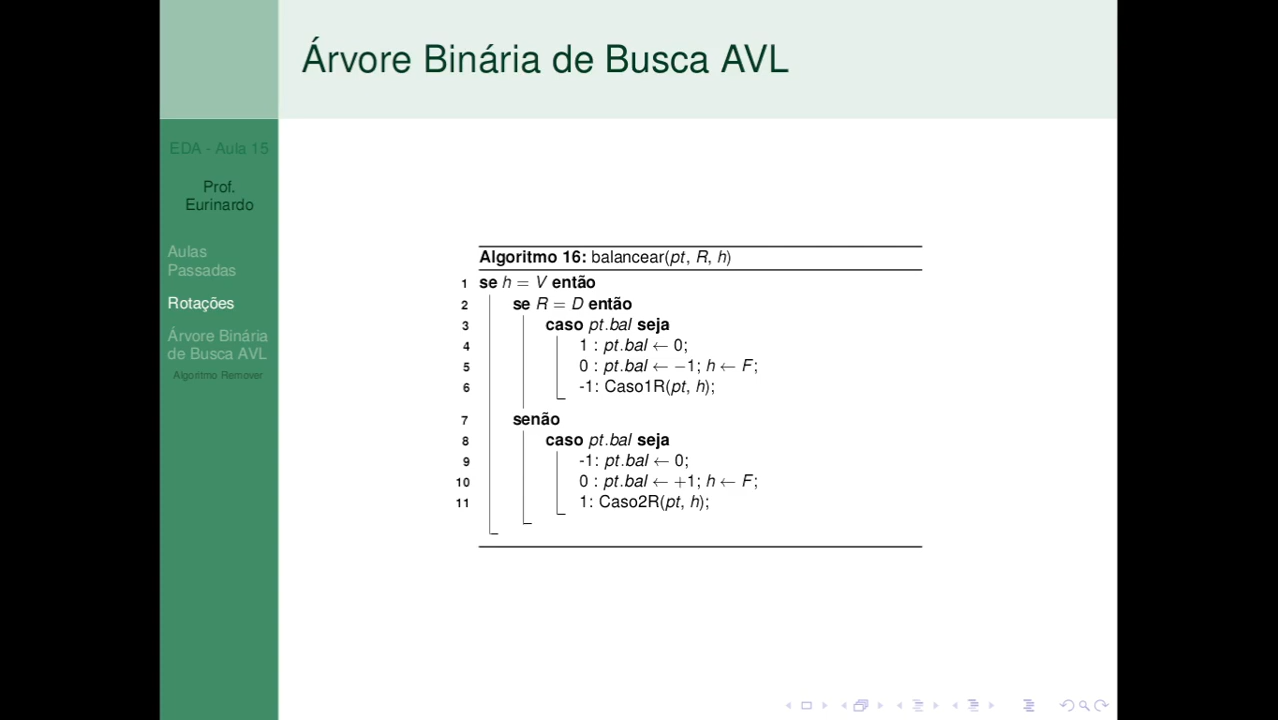 Árvore Binária de Busca AVL
EDA - Aula 15
Prof.
Eurinardo
Aulas
Passadas
Rotações
Árvore Binária
de Busca AVL
Algoritmo Remover
Algoritmo 16: balancear(pt, R, h)
1 se h = V então
2 se R = D então
3 caso pt.bal seja
4 1 : pt.bal ← 0;
5 0 : pt.bal ← −1; h ← F;
6 -1: Caso1R(pt, h);
7 senão
8 caso pt.bal seja
9 -1: pt.bal ← 0;
10 0 : pt.bal ← +1; h ← F;
11 1: Caso2R(pt, h);